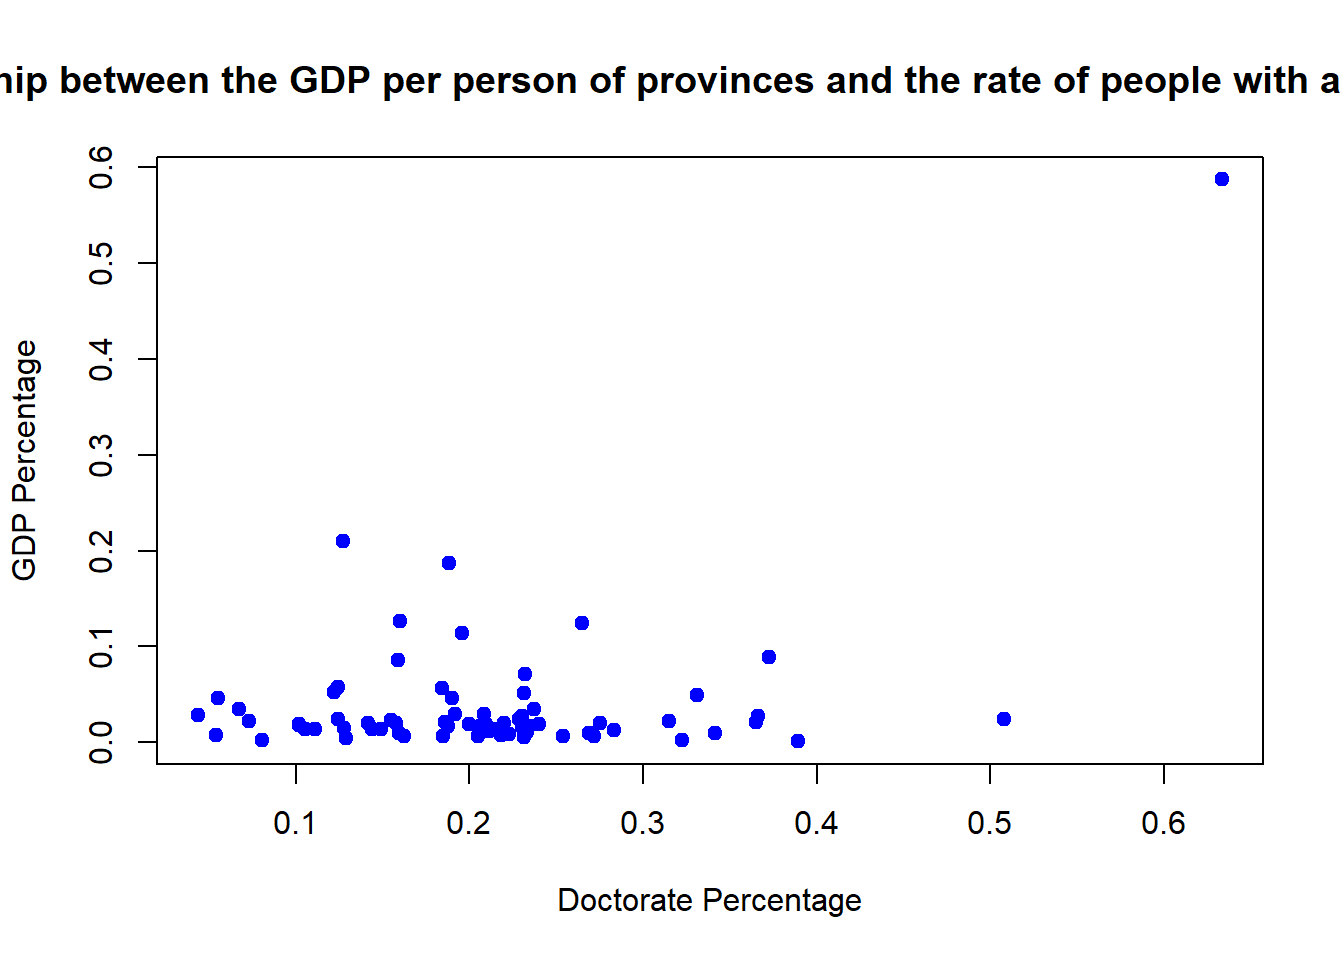 hip between the GDP per person of provinces and the rate of people with a
0.6
0.5
0.4
0.3
0.2
0.1
0.0
GDP Percentage
0.1 0.2 0.3 0.4 0.5 0.6
Doctorate Percentage